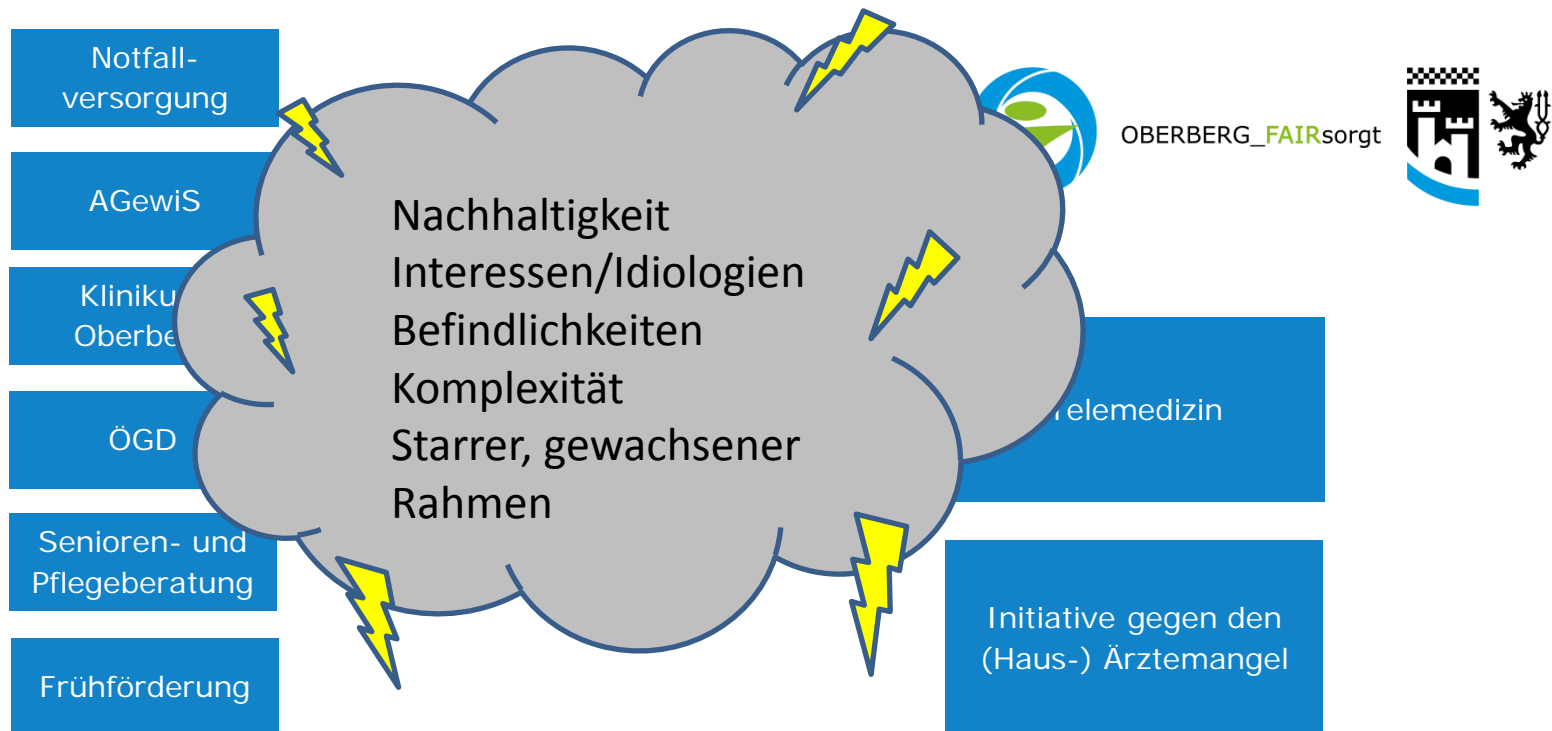 Notfall-
versorgung
AGewiS
Kliniku
Oberbe
ÖGD
Senioren- und
Pflegeberatung
Frühförderung
Nachhaltigkeit
Interessen/Idiologien
Befindlichkeiten
Komplexität
Starrer, gewachsener
Rahmen
OBERBERG_FAIRsorgt
Telemedizin
Initiative gegen den
(Haus-) Ärztemangel